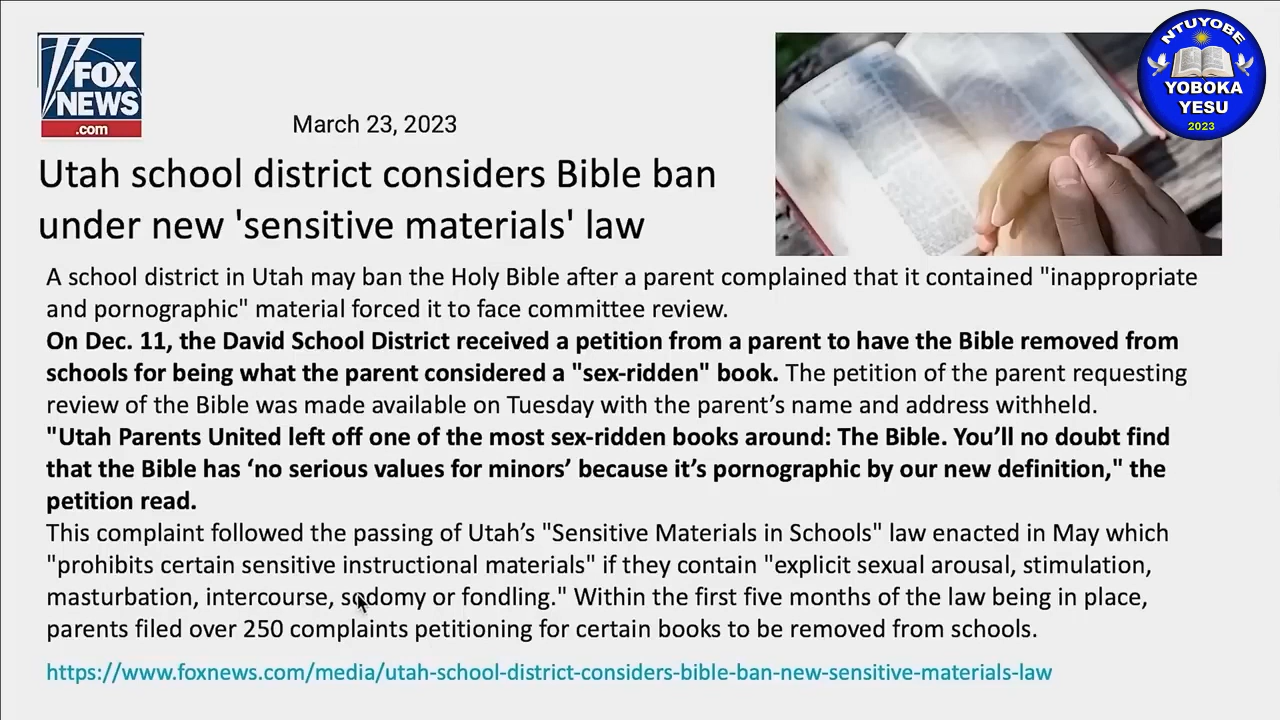 FOX
NEWS
.com
March 23, 2023
NTUYOBE
YOBOKA
YESU
2023
Utah school district considers Bible ban
under new 'sensitive materials' law
A school district in Utah may ban the Holy Bible after a parent complained that it contained "inappropriate
and pornographic" material forced it to face committee review.
On Dec. 11, the David School District received a petition from a parent to have the Bible removed from
schools for being what the parent considered a "sex-ridden" book. The petition of the parent requesting
review of the Bible was made available on Tuesday with the parent’s name and address withheld.
"Utah Parents United left off one of the most sex-ridden books around: The Bible. You’ll no doubt find
that the Bible has ‘no serious values for minors’ because it’s pornographic by our new definition," the
petition read.
This complaint followed the passing of Utah’s "Sensitive Materials in Schools" law enacted in May which
"prohibits certain sensitive instructional materials" if they contain "explicit sexual arousal, stimulation,
masturbation, intercourse, sodomy or fondling." Within the first five months of the law being in place,
parents filed over 250 complaints petitioning for certain books to be removed from schools.
https://www.foxnews.com/media/utah-school-district-considers-bible-ban-new-sensitive-materials-law